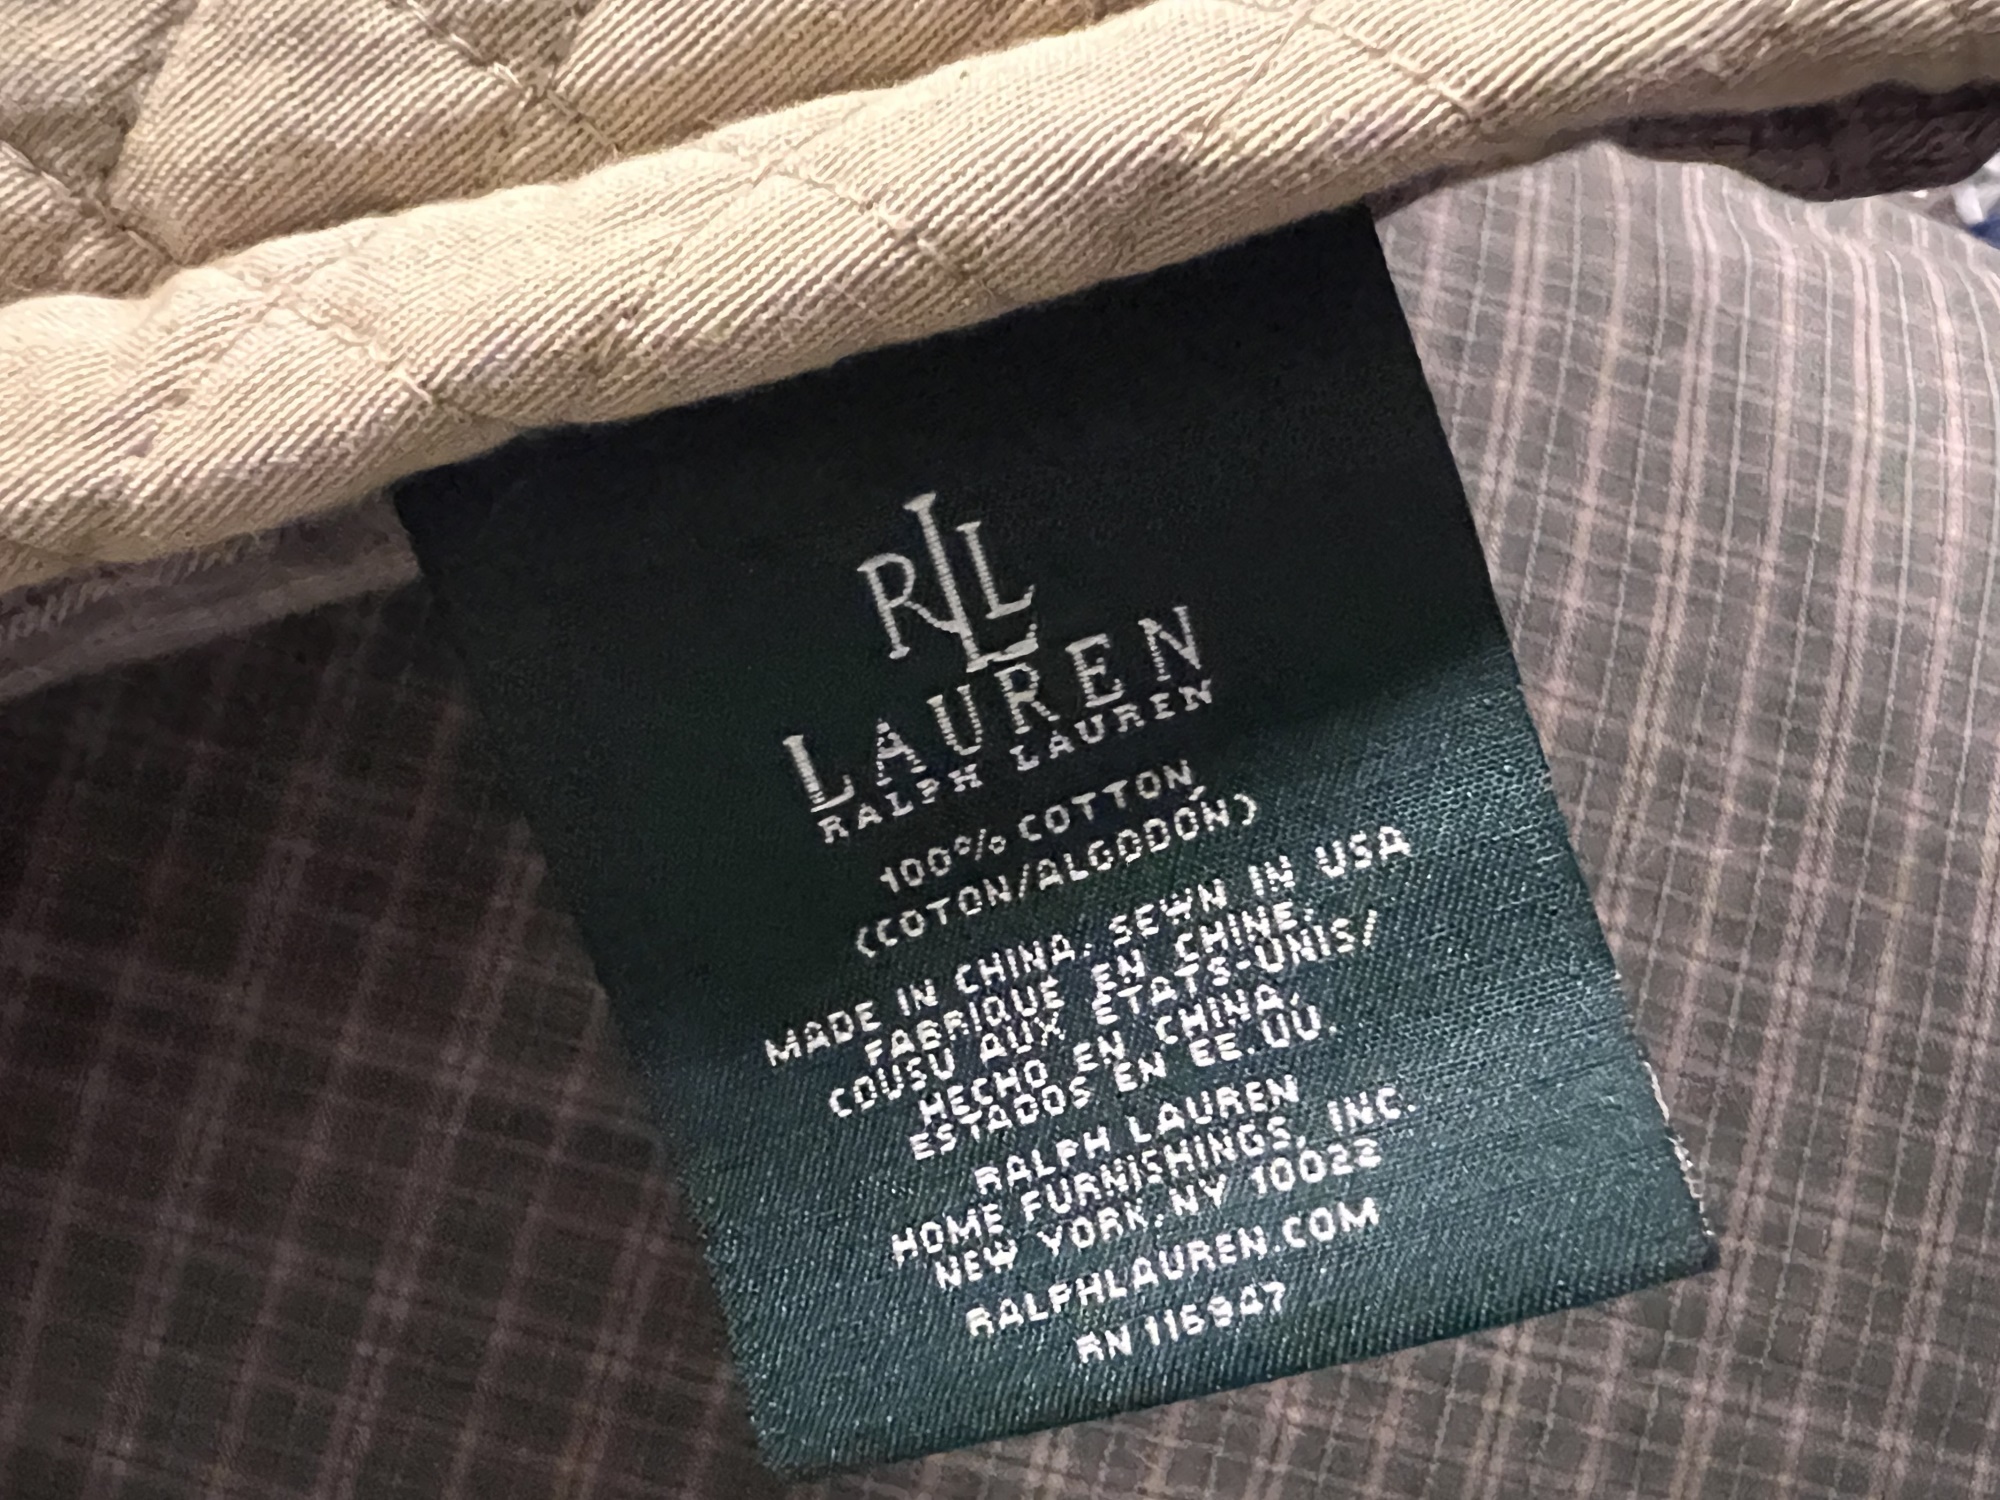 RLL
LAUREN
RALPH LAUREN
100% COTTON
(COTON/ALGODÓN)
MADE IN CHINA. SEWN IN USA
FABRIQUÉ EN CHINE.
COUSU AUX ÉTATS-UNIS/
HECHO EN CHINA.
ESTADOS EN EE.UU.
RALPH LAUREN
HOME FURNISHINGS, INC.
NEW YORK, NY 10022
RALPHLAUREN.COM
RN 116947